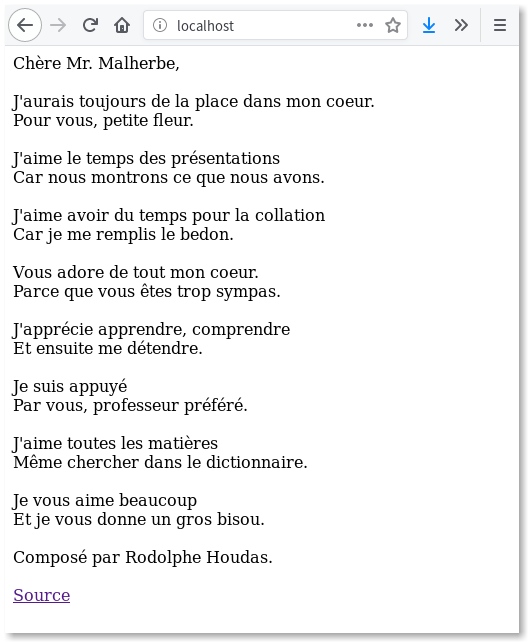 localhost
Chère Mr. Malherbe,
J'aurais toujours de la place dans mon coeur.
Pour vous, petite fleur.
J'aime le temps des présentations
Car nous montrons ce que nous avons.
J'aime avoir du temps pour la collation
Car je me remplis le bedon.
Vous adore de tout mon coeur.
Parce que vous êtes trop sympas.
J'apprécie apprendre, comprendre
Et ensuite me détendre.
Je suis appuyé
Par vous, professeur préféré.
J'aime toutes les matières
Même chercher dans le dictionnaire.
Je vous aime beaucoup
Et je vous donne un gros bisou.
Composé par Rodolphe Houdas.
Source